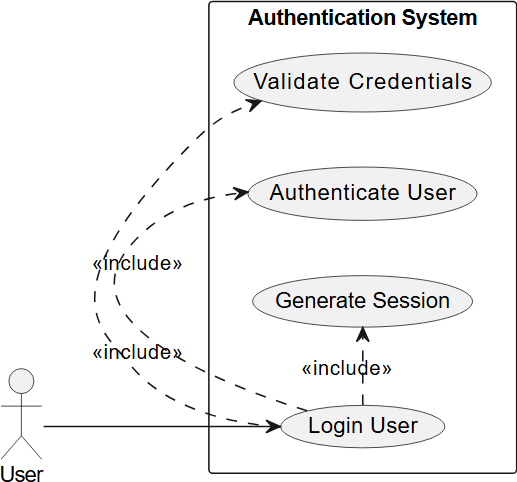 Authentication System
Validate Credentials
Authenticate User
«include»
Generate Session
«include»
«include»
Login User
User